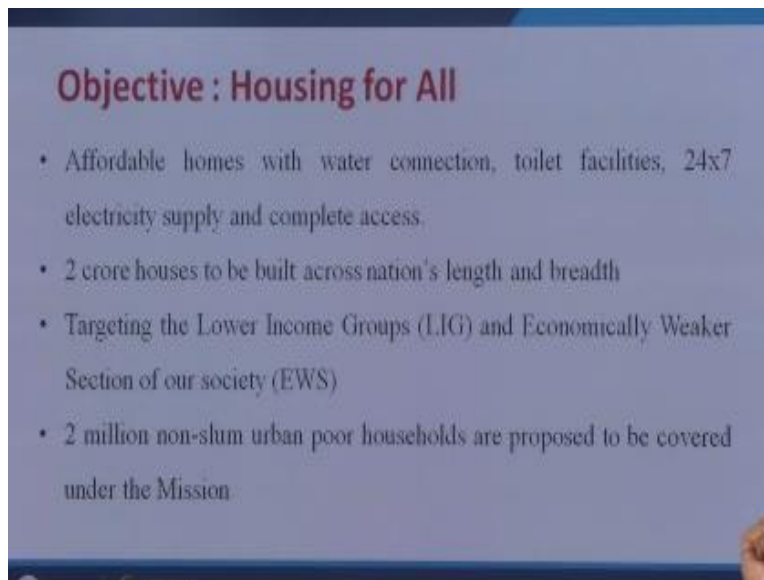 Objective : Housing for All
• Affordable homes with water connection, toilet facilities, 24x7
electricity supply and complete access.
• 2 crore houses to be built across nation's length and breadth
• Targeting the Lower Income Groups (LIG) and Economically Weaker
Section of our society (EWS)
• 2 million non-slum urban poor households are proposed to be covered
under the Mission